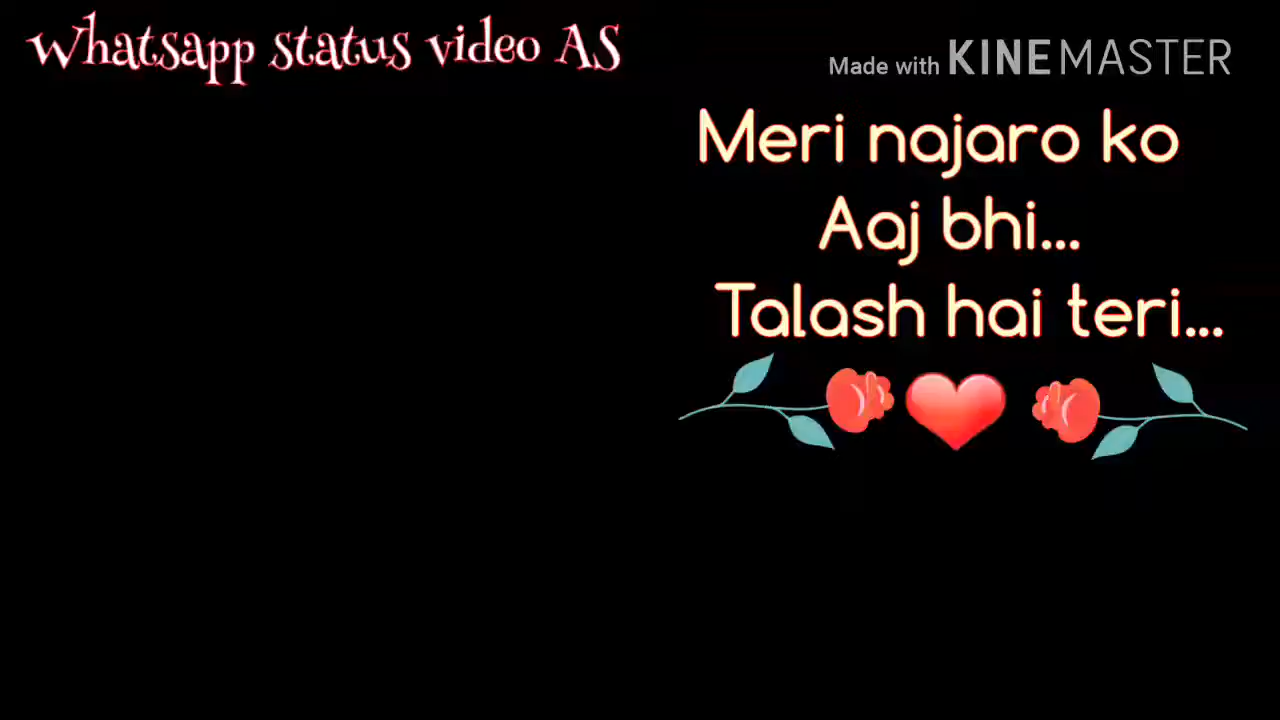 Whatsapp status video AS
Made with KINEMASTER
Meri najaro ko
Aaj bhi...
Talash hai teri...